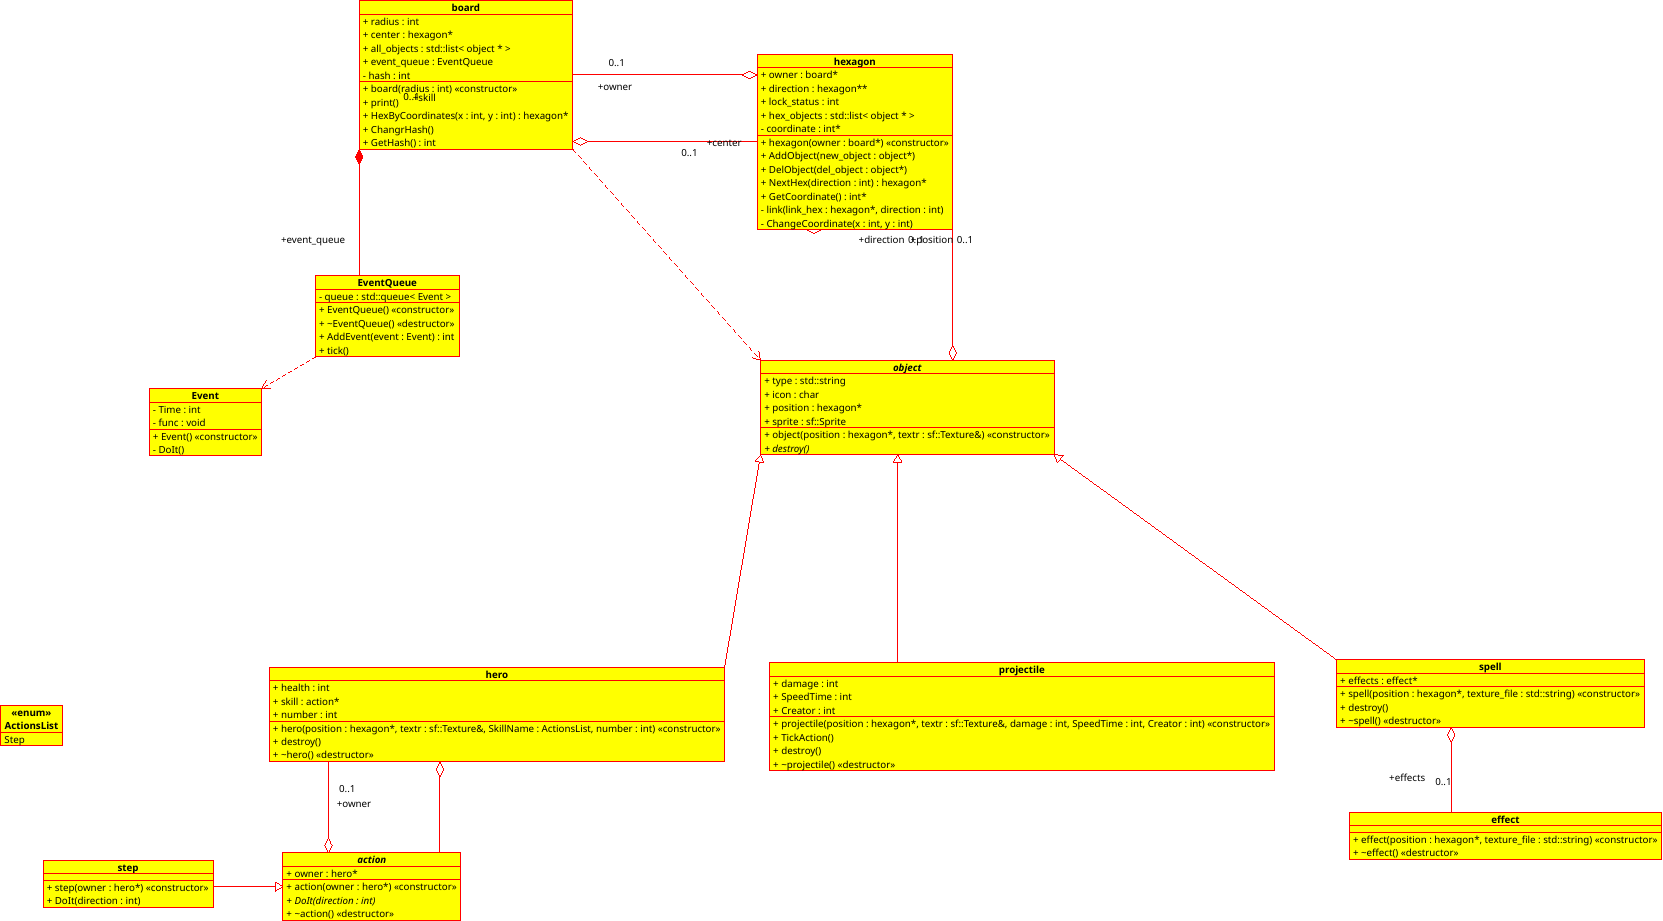 board
+ radius : int
+ center : hexagon*
+ all_objects : std::list< object * >
+ event_queue : EventQueue
- hash : int
+ board(radius : int) «constructor»
+ print()
+ HexByCoordinates(x : int, y : int) : hexagon*
+ ChangrHash()
+ GetHash() : int
0..1
+skill
0..1
+owner
+center
0..1
hexagon
+ owner : board*
+ direction : hexagon**
+ lock_status : int
+ hex_objects : std::list< object * >
- coordinate : int*
+ hexagon(owner : board*) «constructor»
+ AddObject(new_object : object*)
+ DelObject(del_object : object*)
+ NextHex(direction : int) : hexagon*
+ GetCoordinate() : int*
- link(link_hex : hexagon*, direction : int)
- ChangeCoordinate(x : int, y : int)
+direction 0..1
+position 0..1
+event_queue
EventQueue
- queue : std::queue< Event >
+ EventQueue() «constructor»
+ ~EventQueue() «destructor»
+ AddEvent(event : Event) : int
+ tick()
Event
- Time : int
- func : void
+ Event() «constructor»
- DoIt()
object
+ type : std::string
+ icon : char
+ position : hexagon*
+ sprite : sf::Sprite
+ object(position : hexagon*, textr : sf::Texture&) «constructor»
+ destroy()
«enum»
ActionsList
Step
hero
+ health : int
+ skill : action*
+ number : int
+ hero(position : hexagon*, textr : sf::Texture&, SkillName : ActionsList, number : int) «constructor»
+ destroy()
+ ~hero() «destructor»
projectile
+ damage : int
+ SpeedTime : int
+ Creator : int
+ projectile(position : hexagon*, textr : sf::Texture&, damage : int, SpeedTime : int, Creator : int) «constructor»
+ TickAction()
+ destroy()
+ ~projectile() «destructor»
spell
+ effects : effect*
+ spell(position : hexagon*, texture_file : std::string) «constructor»
+ destroy()
+ ~spell() «destructor»
0..1
+owner
+effects
0..1
effect
+ effect(position : hexagon*, texture_file : std::string) «constructor»
+ ~effect() «destructor»
step
+ step(owner : hero*) «constructor»
+ DoIt(direction : int)
action
+ owner : hero*
+ action(owner : hero*) «constructor»
+ DoIt(direction : int)
+ ~action() «destructor»